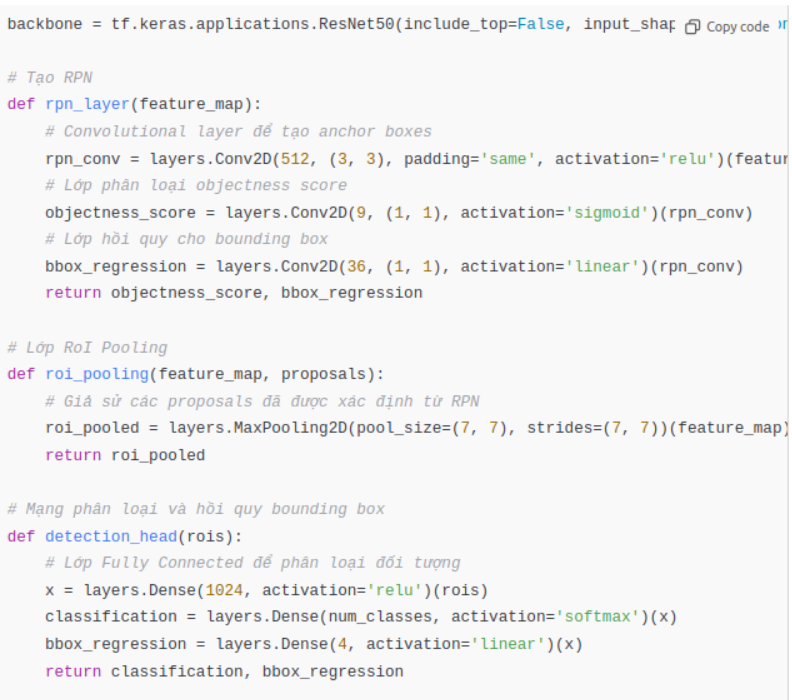 backbone = tf.keras.applications.ResNet50(include_top=False, input_shap Copy code
# Tạo RPN
def rpn_layer(feature_map):
# Convolutional layer để tạo anchor boxes
rpn_conv = layers.Conv2D(512, (3, 3), padding='same', activation='relu')(featur
# Lớp phân loại objectness score
objectness_score = layers.Conv2D(9, (1, 1), activation='sigmoid')(rpn_conv)
# Lớp hồi quy cho bounding box
bbox_regression = layers.Conv2D(36, (1, 1), activation='linear')(rpn_conv)
return objectness_score, bbox_regression
# Lớp RoI Pooling
def roi_pooling(feature_map, proposals):
# Giả sử các proposals đã được xác định từ RPN
roi_pooled = layers.MaxPooling2D(pool_size=(7, 7), strides=(7, 7))(feature_map)
return roi_pooled
# Mạng phân loại và hồi quy bounding box
def detection_head(rois):
# Lớp Fully Connected để phân loại đối tượng
x = layers.Dense(1024, activation='relu')(rois)
classification = layers.Dense(num_classes, activation='softmax')(x)
bbox_regression = layers.Dense(4, activation='linear')(x)
return classification, bbox_regression